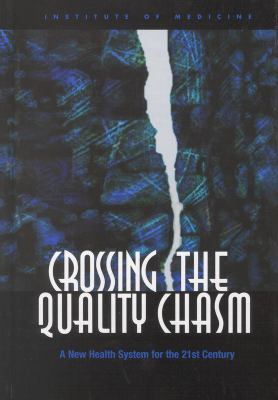 INSTITUTE OF MEDICINE
CROSSING THE
QUALITY CHASM
A New Health System for the 21st Century